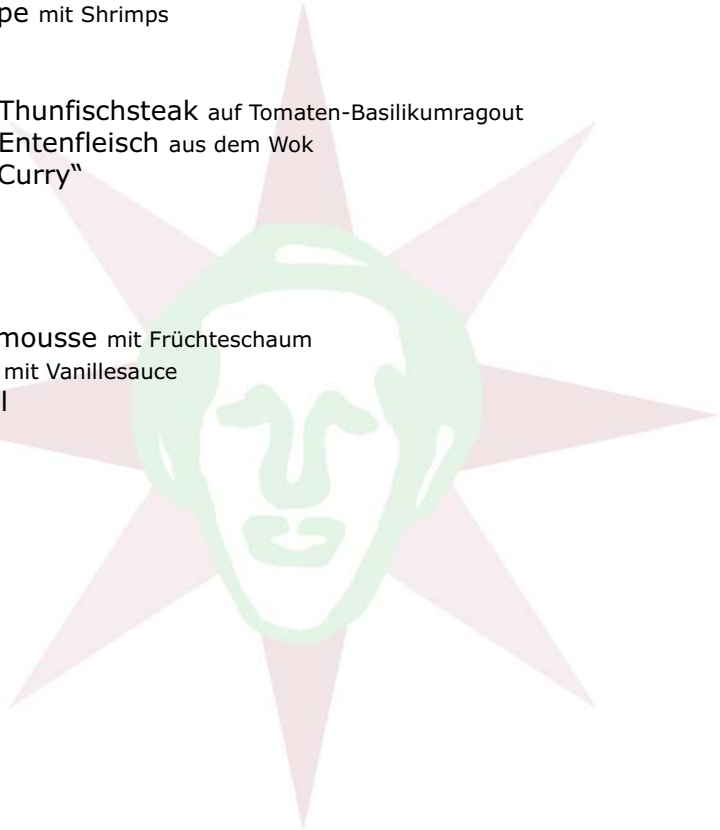 pe mit Shrimps
Thunfischsteak auf Tomaten-Basilikumragout
Entenfleisch aus dem Wok
Curry“
mousse mit Früchteschaum
mit Vanillesauce
l